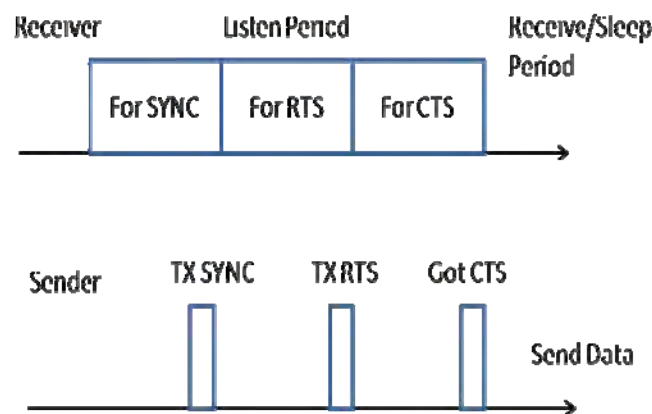 Receiver
Listen Period
Receive/Sleep
Period
For SYNC
For RTS
For CTS
Sender
TX SYNC
TX RTS
Got CTS
Send Data